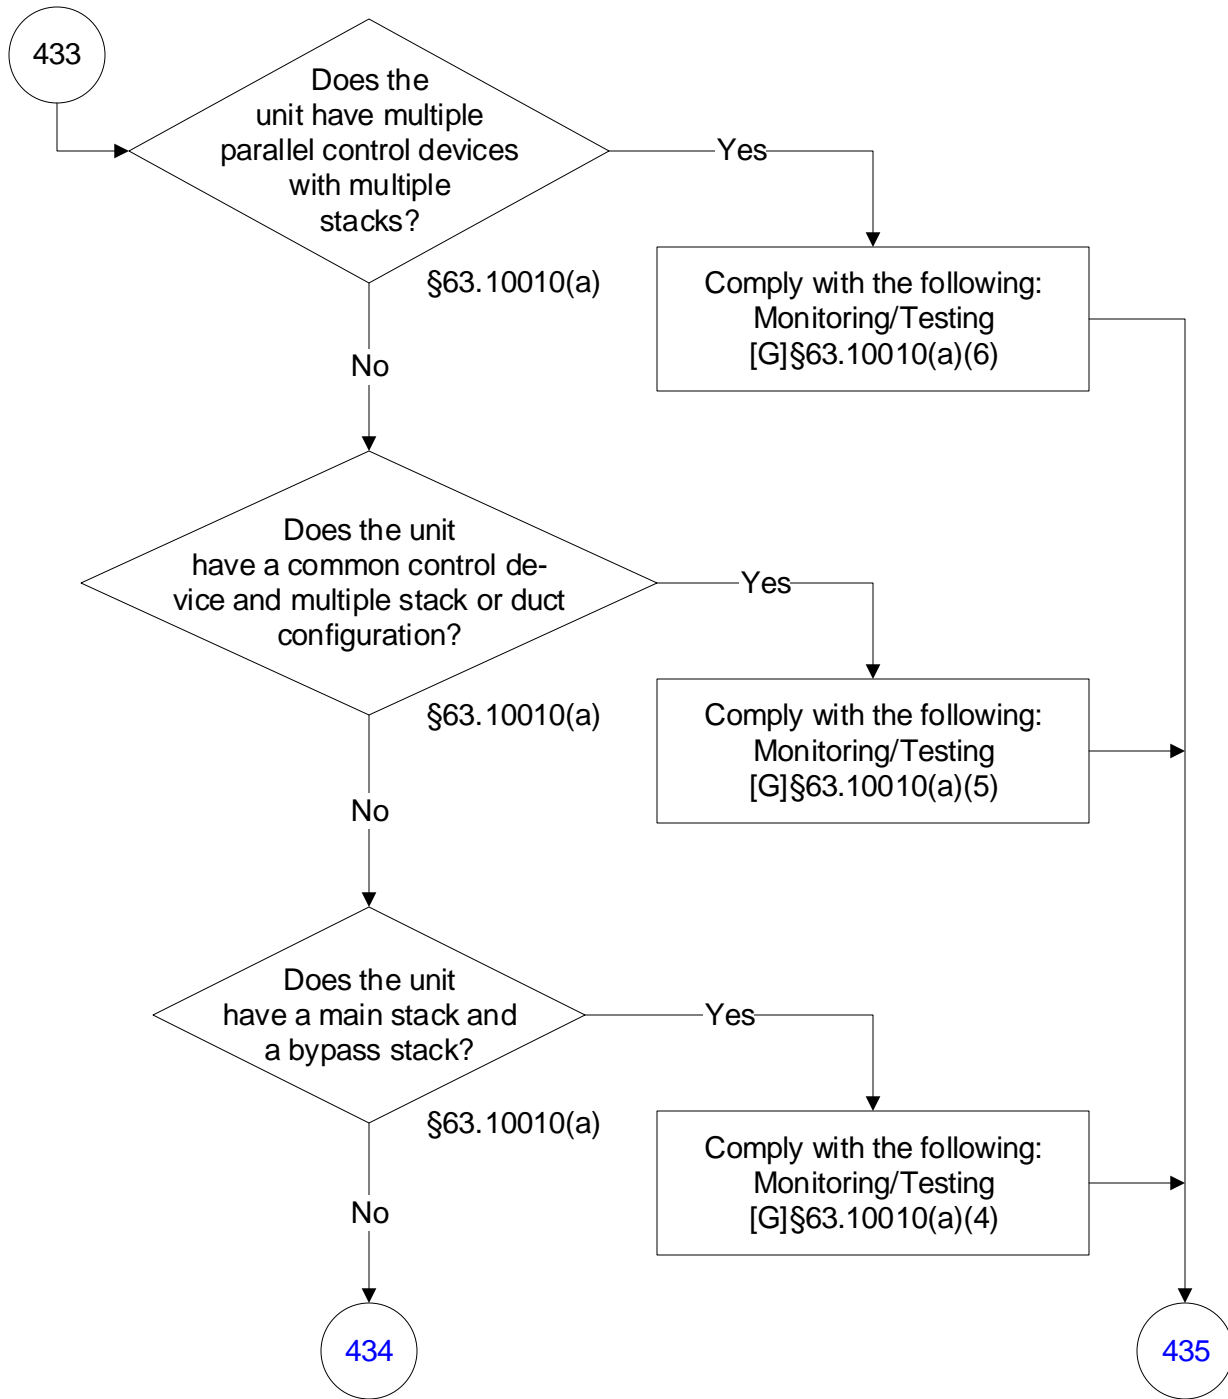 433
Does the
unit have multiple
parallel control devices
with multiple
stacks?
Yes
§63.10010(a)
Comply with the following:
Monitoring/Testing
[G]§63.10010(a)(6)
No
Does the unit
have a common control de-
vice and multiple stack or duct
configuration?
Yes
§63.10010(a)
Comply with the following:
Monitoring/Testing
[G]§63.10010(a)(5)
No
Does the unit
have a main stack and
a bypass stack?
Yes
§63.10010(a)
Comply with the following:
Monitoring/Testing
[G]§63.10010(a)(4)
No
434
435